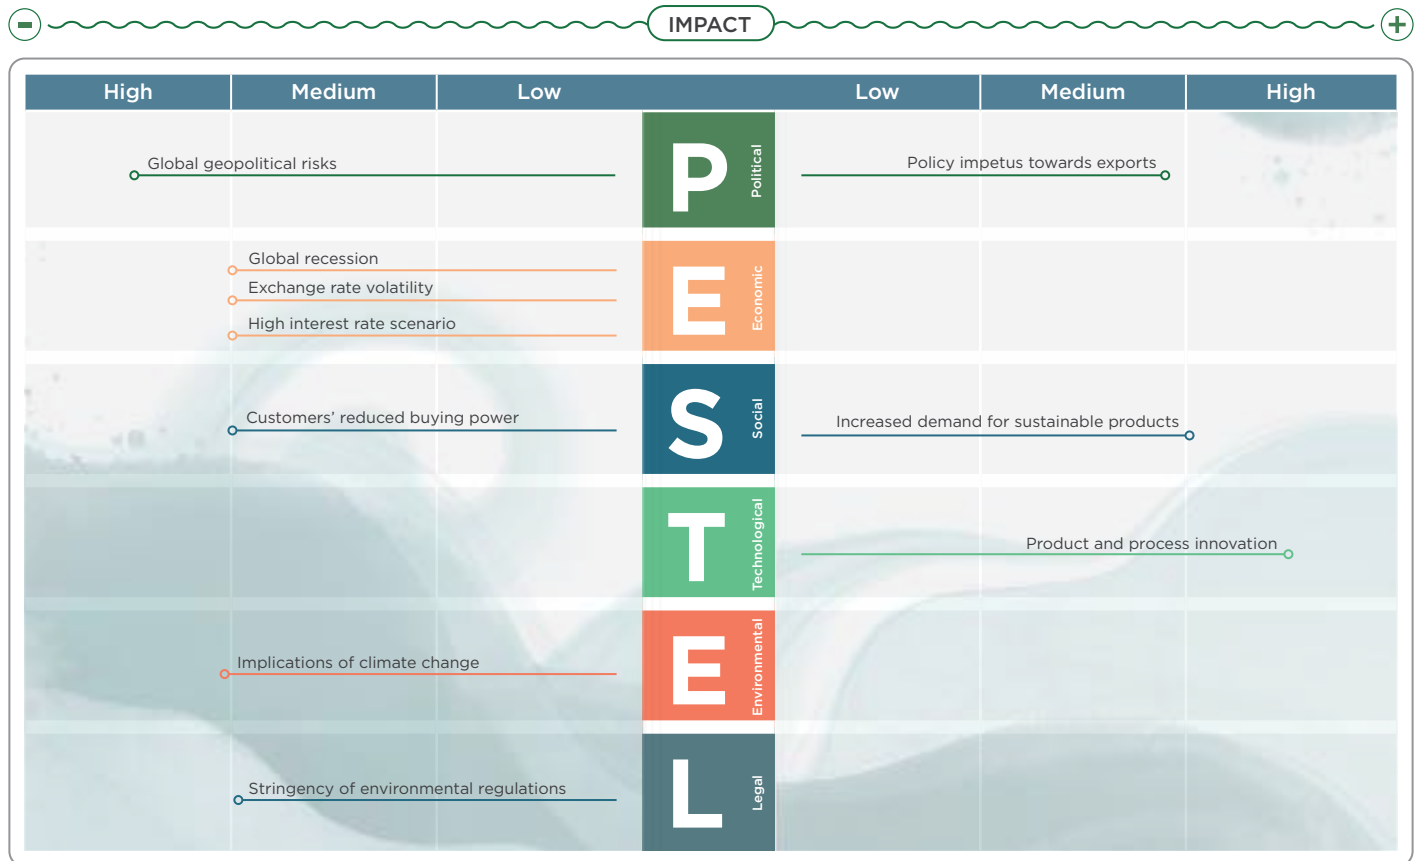 IMPACT
High Medium Low Low Medium High
P Political
Global geopolitical risks
Policy impetus towards exports
E Economic
Global recession
Exchange rate volatility
High interest rate scenario
S Social
Customers’ reduced buying power
Increased demand for sustainable products
T Technological
Product and process innovation
E Environmental
Implications of climate change
L Legal
Stringency of environmental regulations